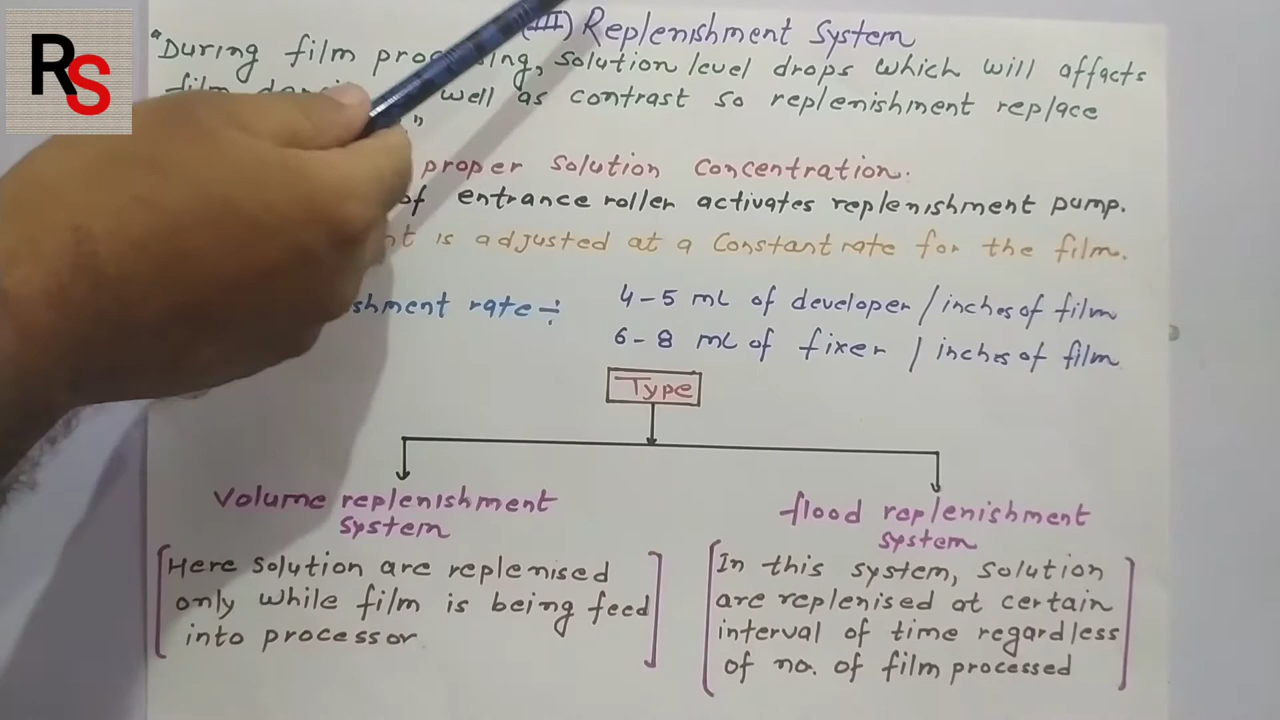 RS
(III) Replenishment System
"During film processing, solution level drops which will affacts
film well as contrast so replenishment replace
"
proper solution concentration.
of entrance roller activates replenishment pump.
is adjusted at a constant rate for the film.
rate ÷ 4-5 mL of developer / inches of film
6-8 mL of fixer / inches of film
Type
Volume replenishment
system
flood replenishment
system
[Here solution are replenised
only while film is being feed
into processor]
[In this system, solution
are replenised at certain
interval of time regardless
of no. of film processed]